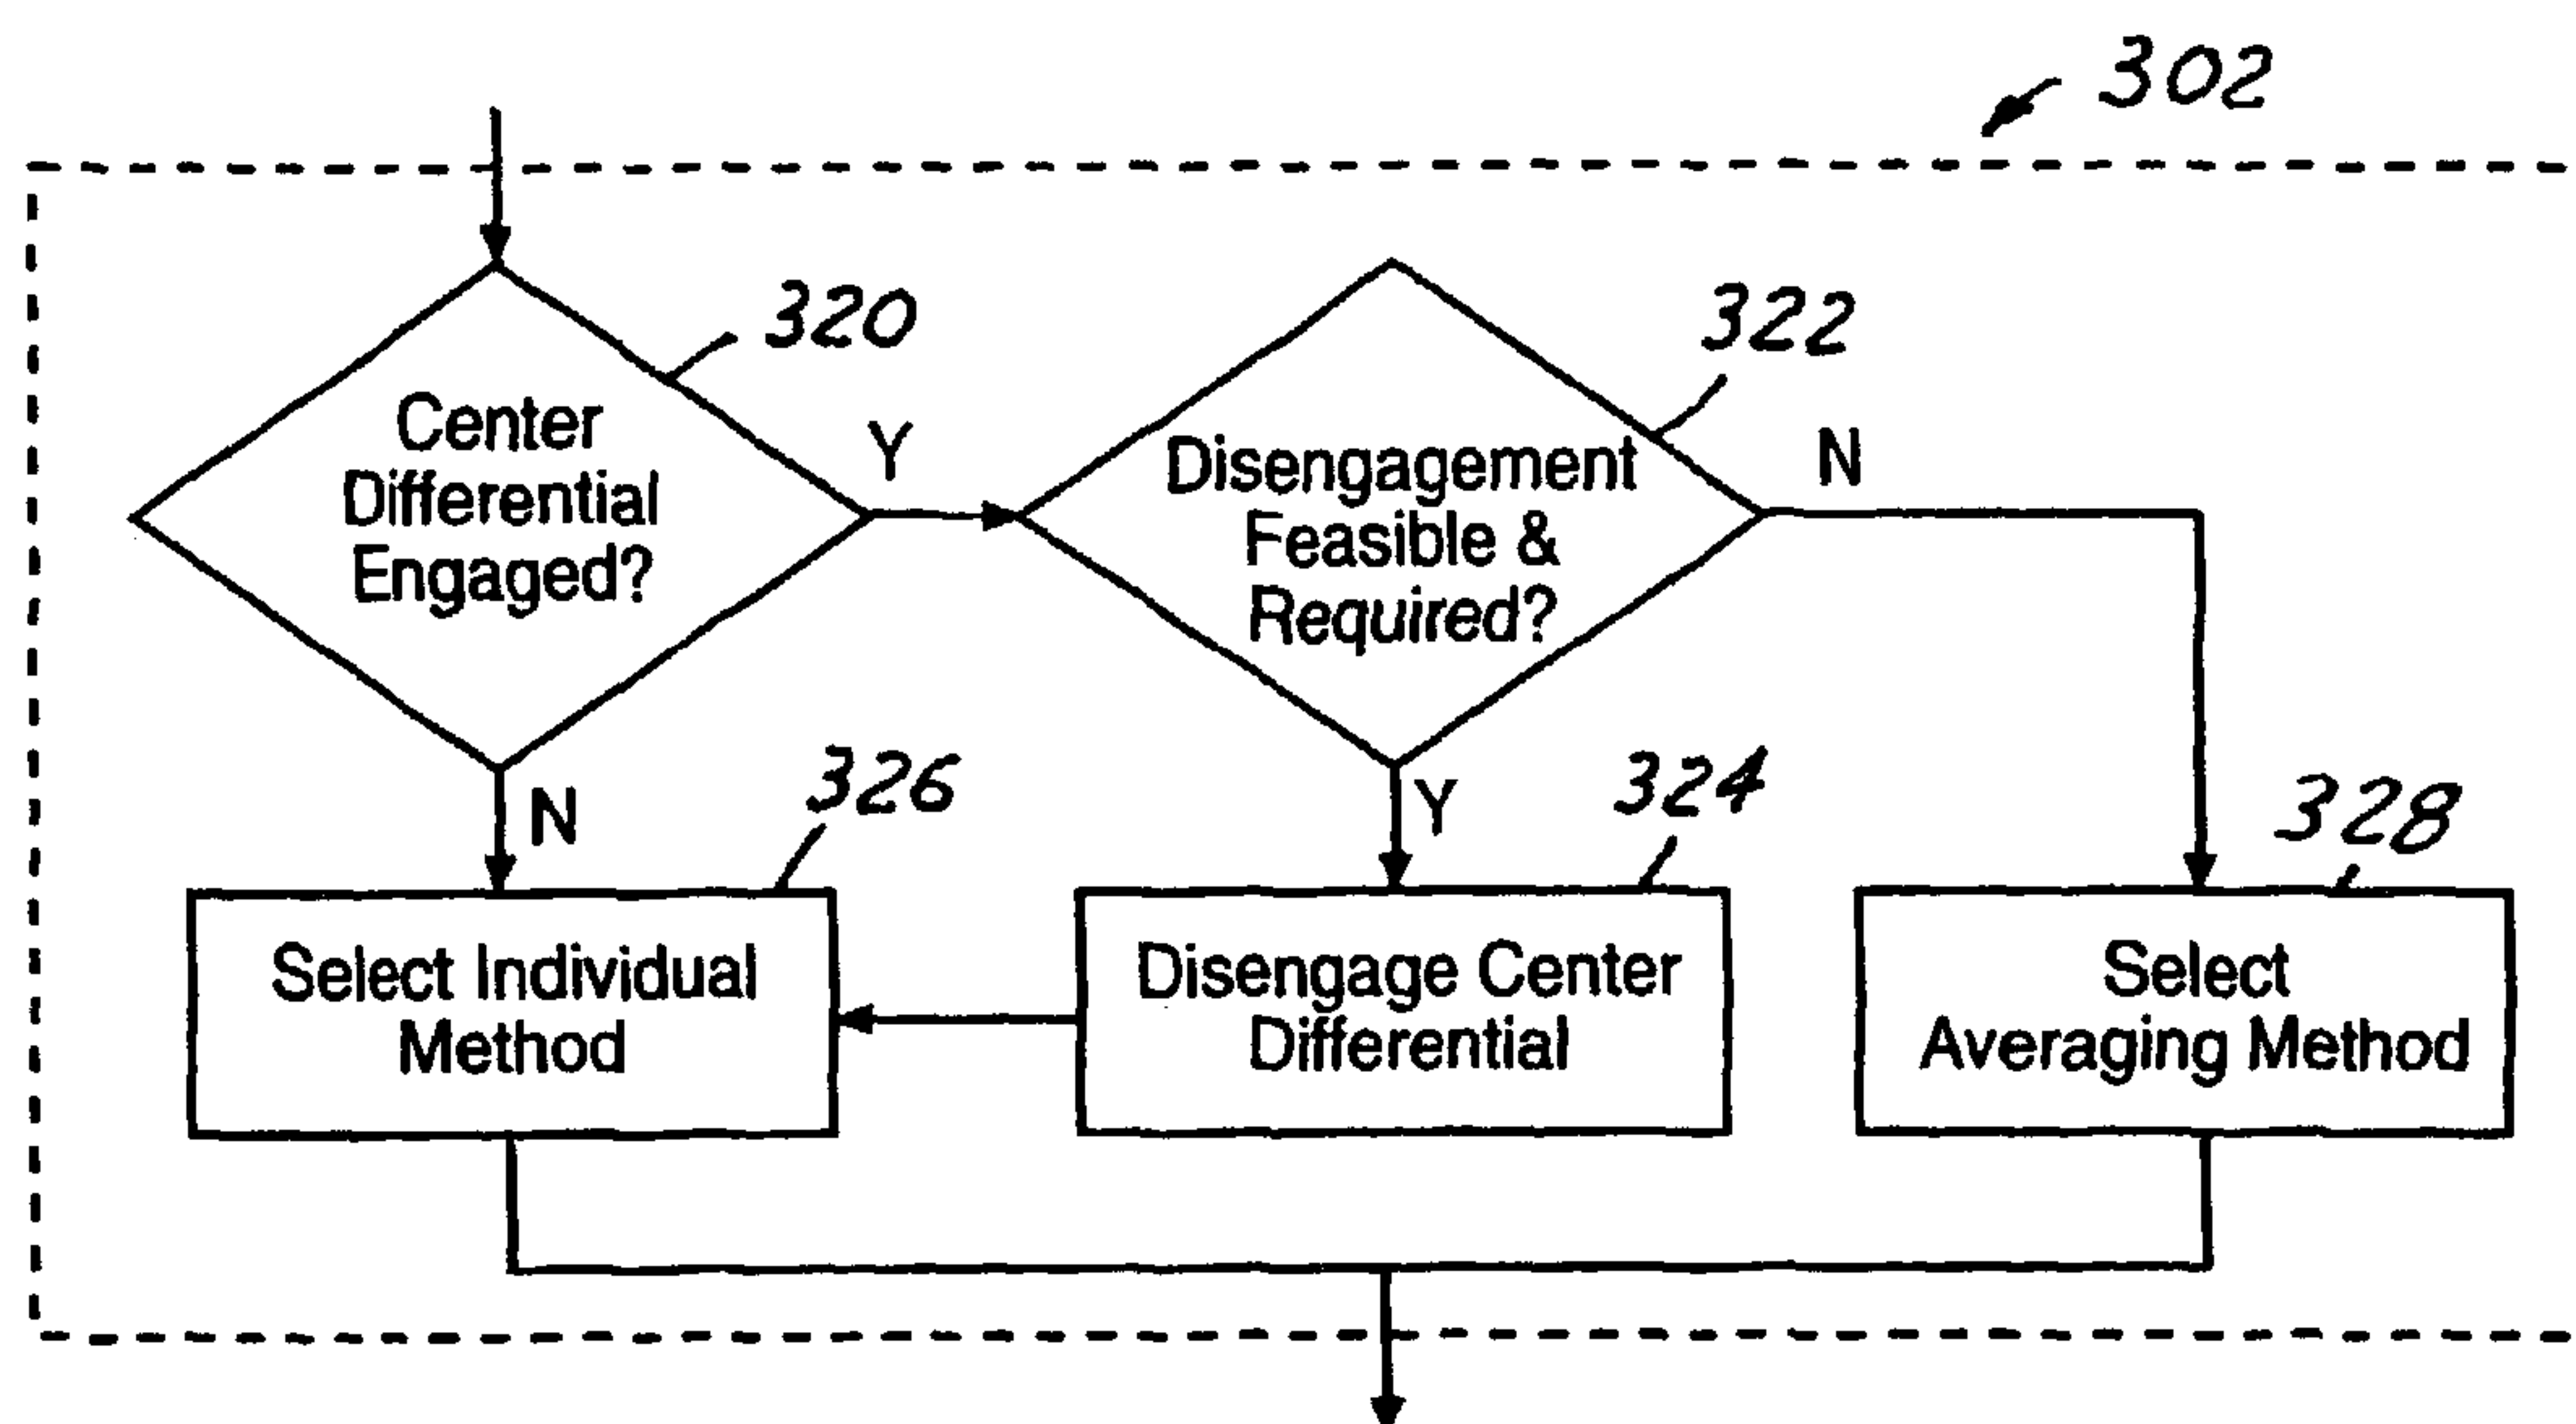 302
320
322
Center
Differential
Engaged?
Y
Disengagement
Feasible &
Required?
N
N
326
Y
324
328
Select Individual
Method
Disengage Center
Differential
Select
Averaging Method